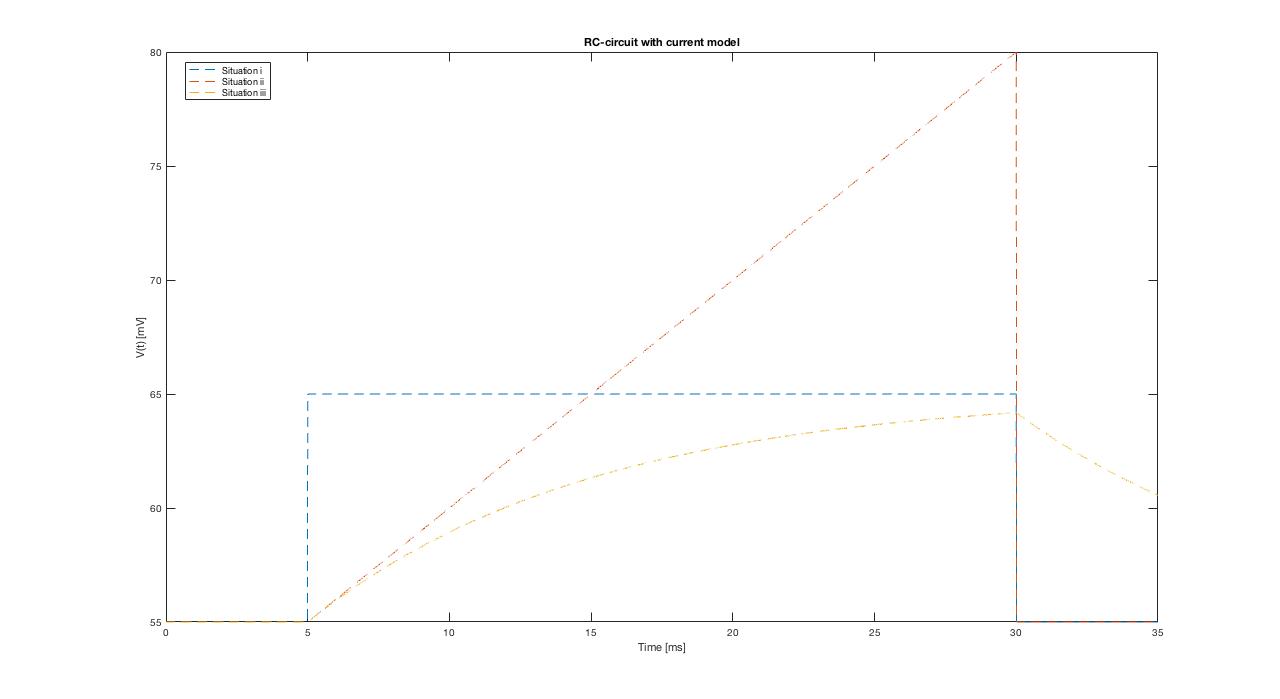 RC-circuit with current model
80
Situation i
Situation ii
Situation iii
75
70
V(t) [mV]
65
60
55
0 5 10 15 20 25 30 35
Time [ms]